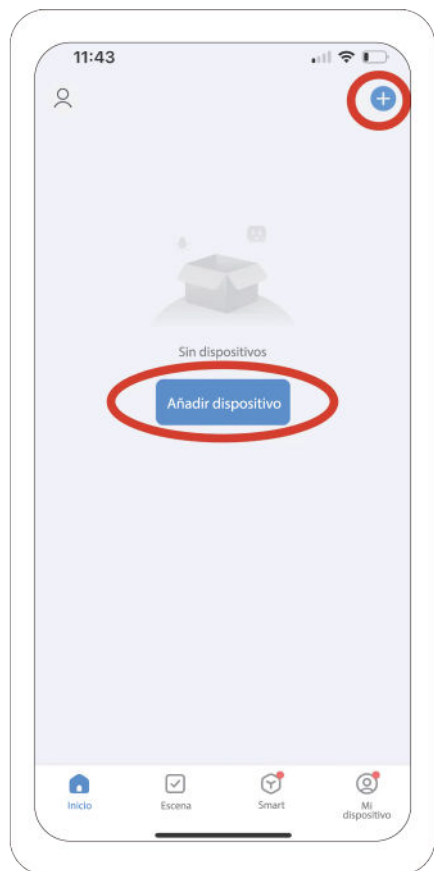 11:43
Sin dispositivos
Añadir dispositivo
Inicio
Escena
Smart
Mi
dispositivo